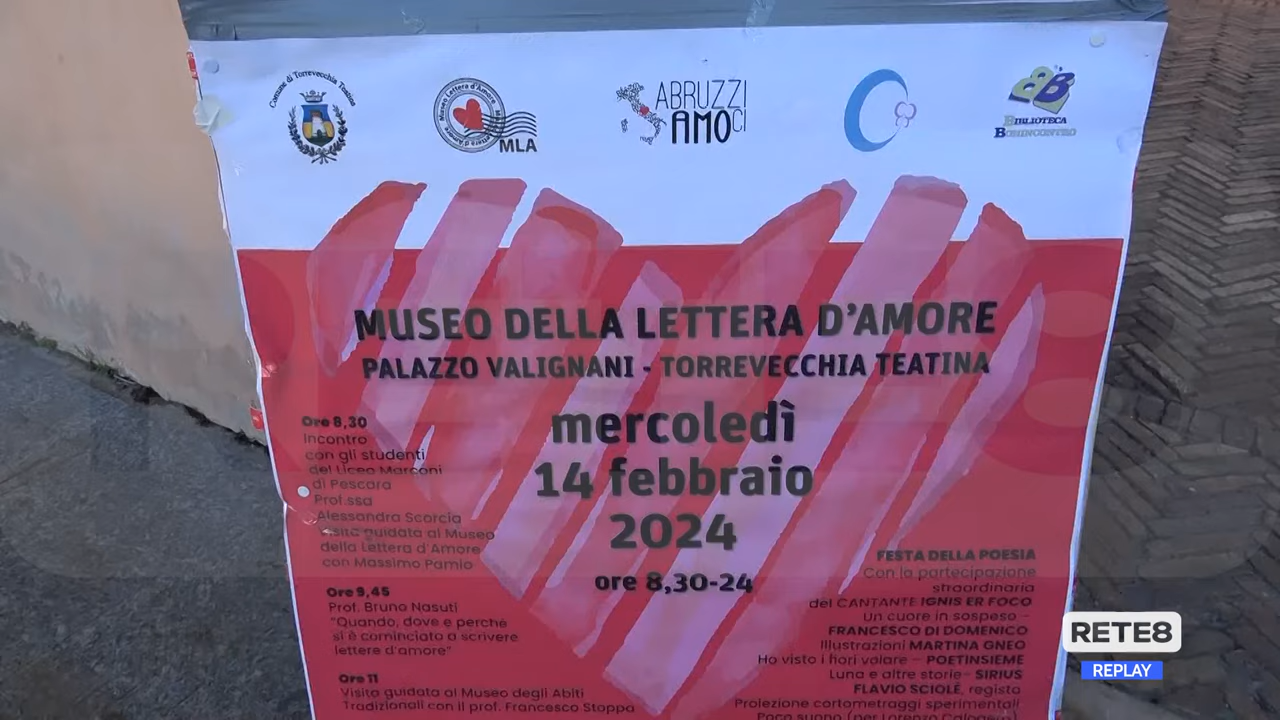 Comune di Torrevecchia Teatina
Museo Lettera d'Amore
MLA
ABRUZZI
AMOCI
BIBLIOTECA
BONINCONTRO
MUSEO DELLA LETTERA D'AMORE
PALAZZO VALIGNANI - TORREVECCHIA TEATINA
mercoledì
14 febbraio
2024
ore 8,30-24
Ore 8,30
Incontro
con gli studenti
del Liceo Marconi
di Pescara
Prof.ssa
Alessandra Scorcia
Visita guidata al Museo
della Lettera d'Amore
con Massimo Pamio
Ore 9,45
Prof. Bruno Nasuti
"Quando, dove e perché
si è cominciato a scrivere
lettere d'amore"
Ore 11
Visita guidata al Museo degli Abiti
Tradizionali con il prof. Francesco Stoppa
FESTA DELLA POESIA
Con la partecipazione
straordinaria
del CANTANTE IGNIS ER FOCO
Un cuore in sospeso –
FRANCESCO DI DOMENICO
Illustrazioni MARTINA GNEO
Ho visto i fiori volare – POETINSIEME
Luna e altre storie- SIRIUS
FLAVIO SCIOLÈ, regista
Proiezione cortometraggi sperimentali
(per Lorenzo
RETE8
REPLAY